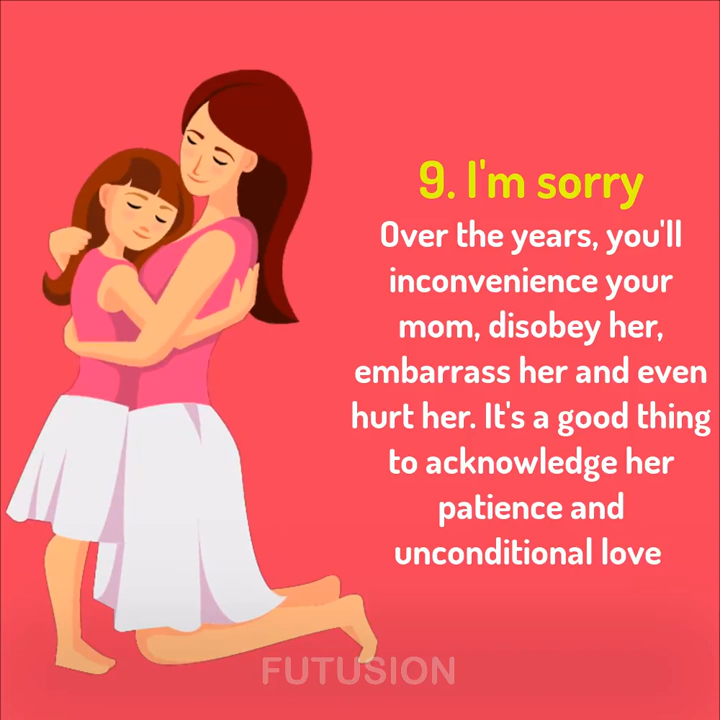 9. I'm sorry
Over the years, you'll
inconvenience your
mom, disobey her,
embarrass her and even
hurt her. It's a good thing
to acknowledge her
patience and
unconditional love
FUTUSION